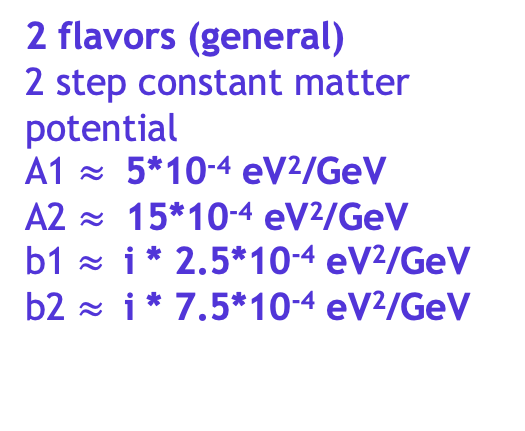 2 flavors (general)
2 step constant matter
potential
A1 ≈ 5*10⁻⁴ eV²/GeV
A2 ≈ 15*10⁻⁴ eV²/GeV
b1 ≈ i * 2.5*10⁻⁴ eV²/GeV
b2 ≈ i * 7.5*10⁻⁴ eV²/GeV